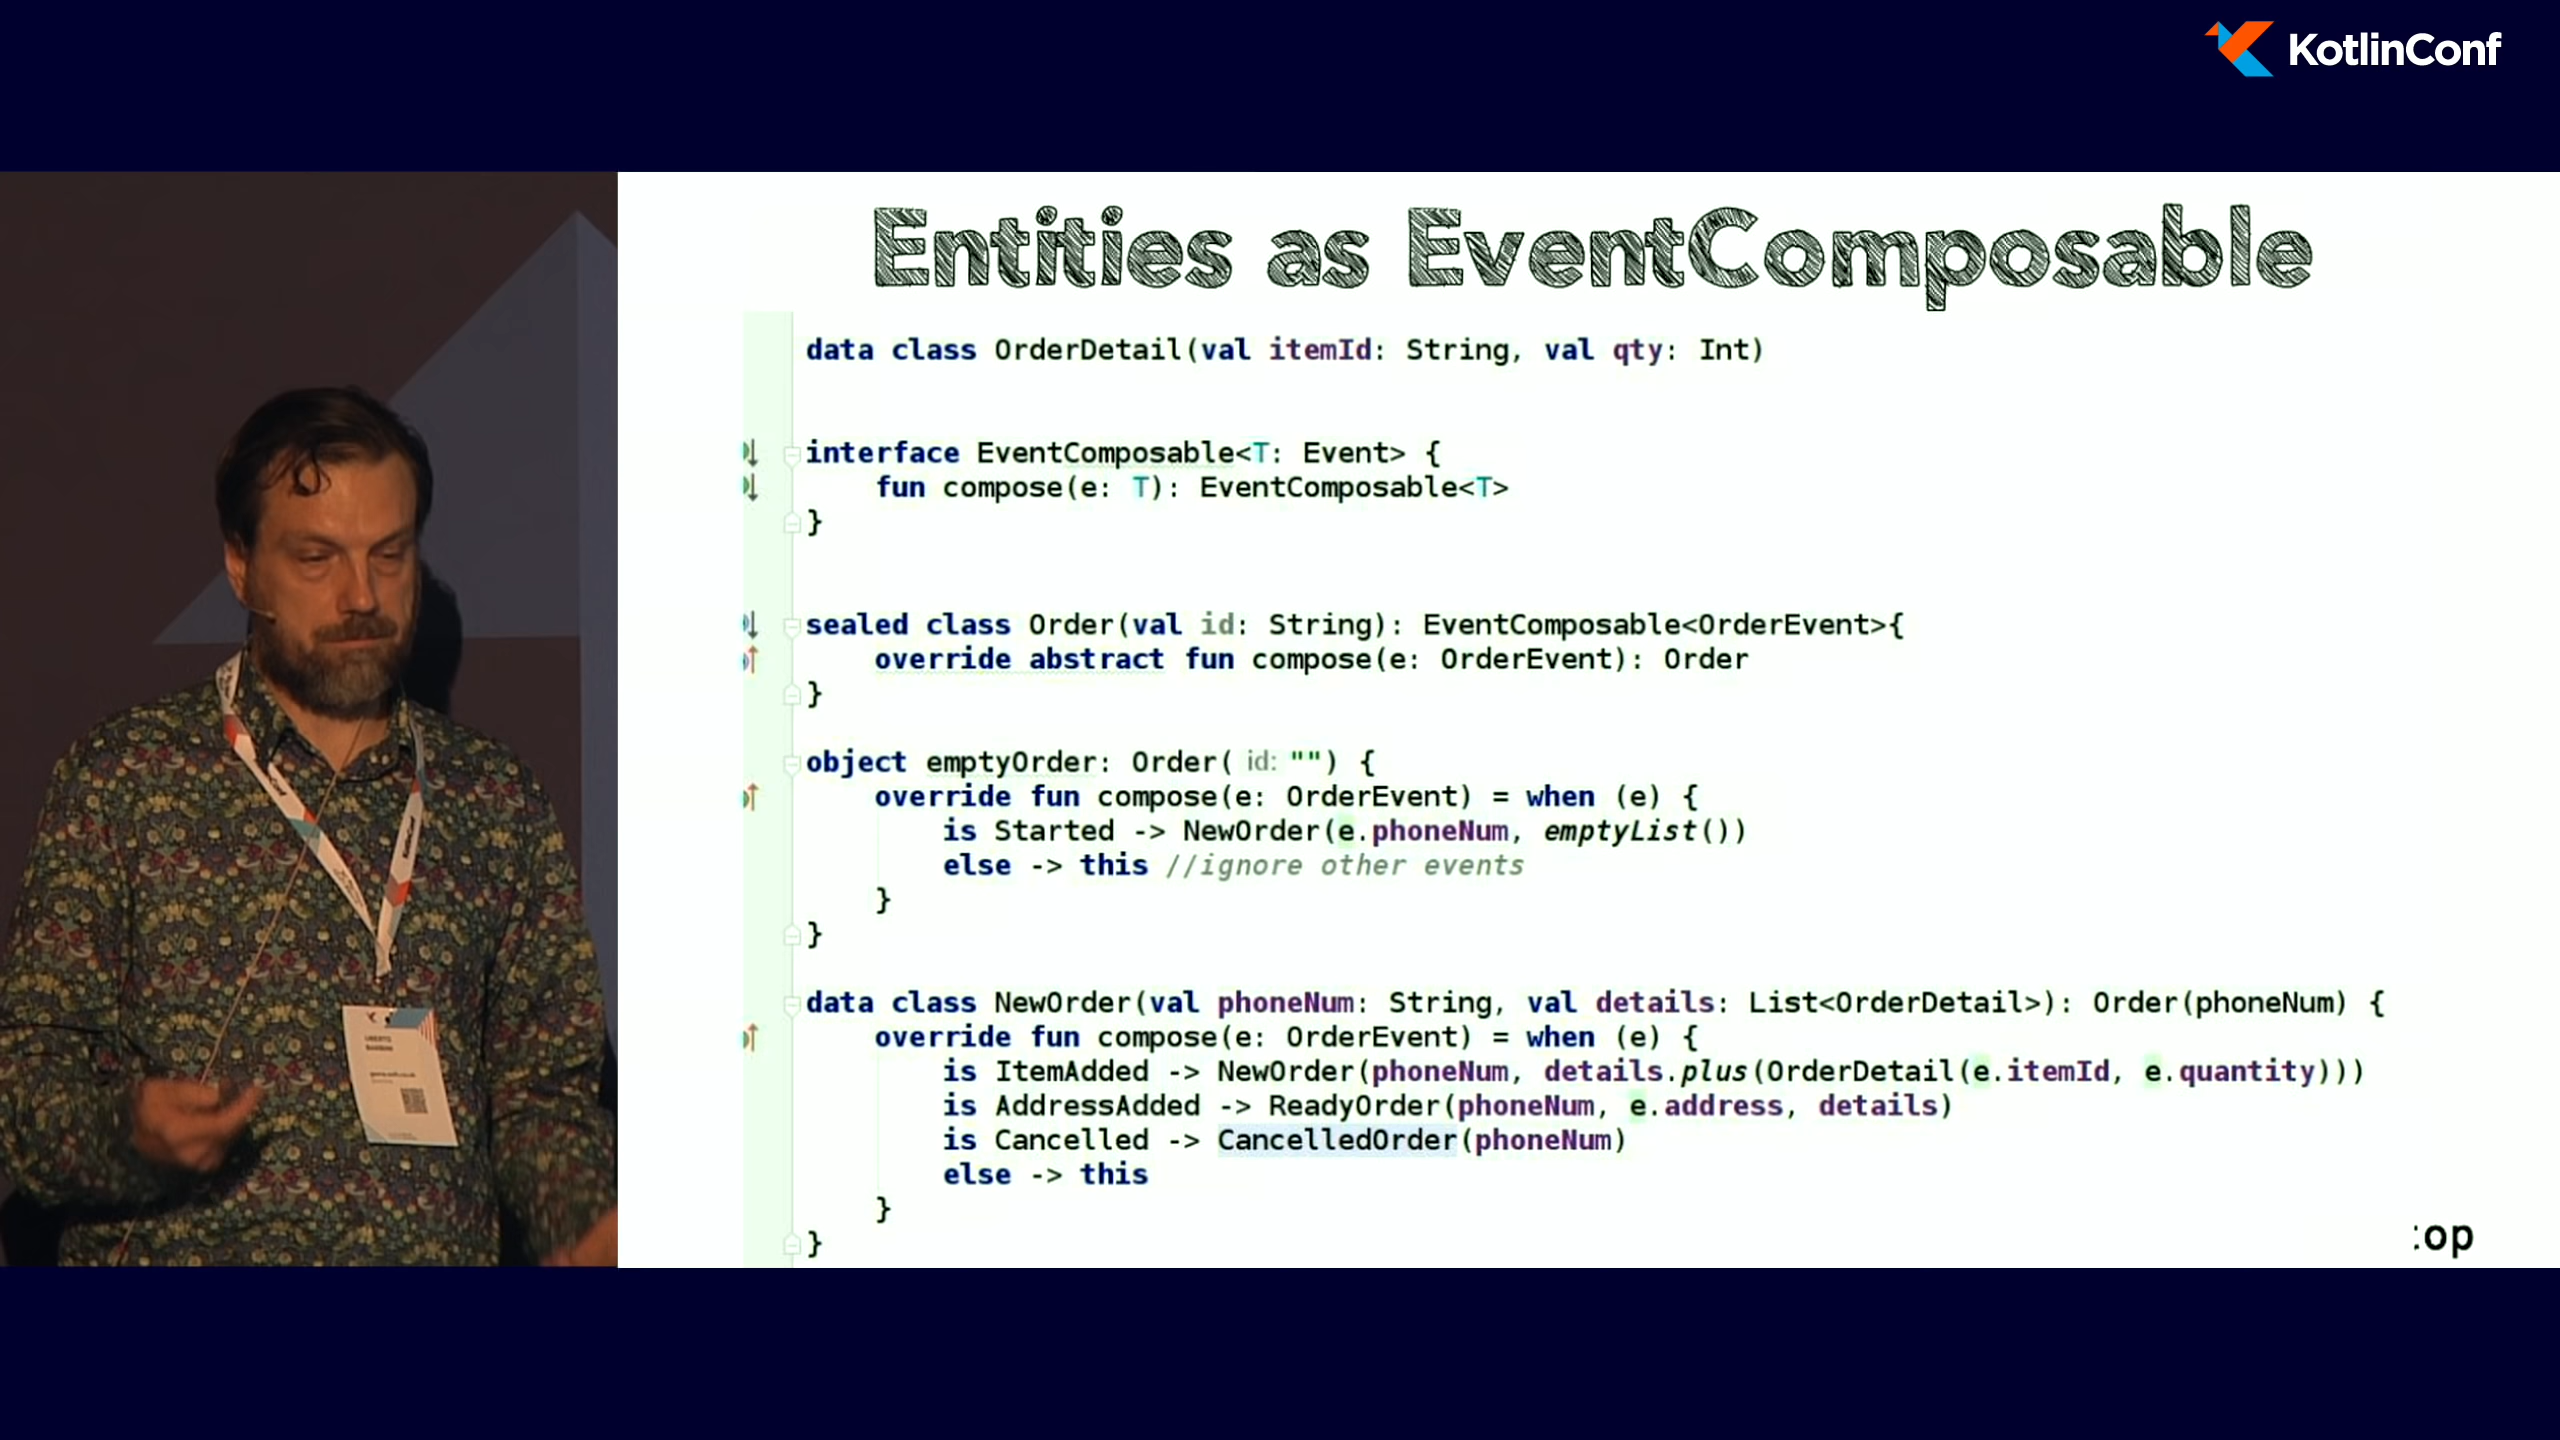 KotlinConf
Entities as EventComposable
data class OrderDetail(val itemId: String, val qty: Int)
interface EventComposable<T: Event> {
fun compose(e: T): EventComposable<T>
}
sealed class Order(val id: String): EventComposable<OrderEvent>{
override abstract fun compose(e: OrderEvent): Order
}
object emptyOrder: Order( id: "") {
override fun compose(e: OrderEvent) = when (e) {
is Started -> NewOrder(e.phoneNum, emptyList())
else -> this //ignore other events
}
}
data class NewOrder(val phoneNum: String, val details: List<OrderDetail>): Order(phoneNum) {
override fun compose(e: OrderEvent) = when (e) {
is ItemAdded -> NewOrder(phoneNum, details.plus(OrderDetail(e.itemId, e.quantity)))
is AddressAdded -> ReadyOrder(phoneNum, e.address, details)
is Cancelled -> CancelledOrder(phoneNum)
else -> this
}
}
:op